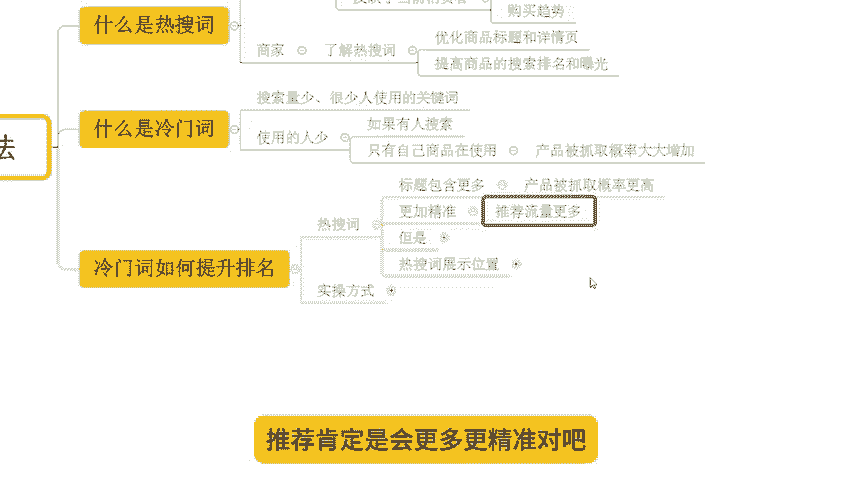 购买趋势
什么是热搜词
商家
了解热搜词
优化商品标题和详情页
提高商品的搜索排名和曝光
法
什么是冷门词
搜索量少、很少人使用的关键词
使用的人少
如果有人搜索
只有自己商品在使用
产品被抓取概率大大增加
冷门词如何提升排名
热搜词
标题包含更多
产品被抓取概率更高
更加精准
推荐流量更多
但是
热搜词展示位置
实操方式
推荐肯定是会更多更精准对吧